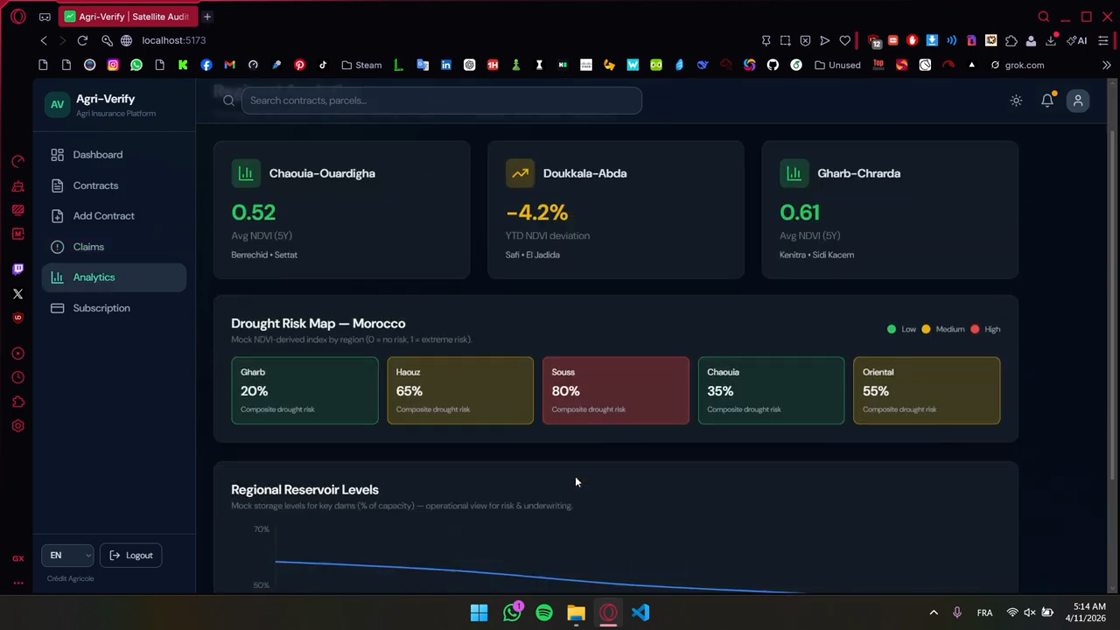 Agri-Verify | Satellite Audit
localhost:5173
12
AI
Steam
Unused
grok.com
AV
Agri-Verify
Agri Insurance Platform
Search contracts, parcels...
Dashboard
Contracts
Add Contract
Claims
Analytics
Subscription
Chaouia-Ouardigha
0.52
Avg NDVI (5Y)
Berrechid • Settat
Doukkala-Abda
-4.2%
YTD NDVI deviation
Safi • El Jadida
Gharb-Chrarda
0.61
Avg NDVI (5Y)
Kenitra • Sidi Kacem
Drought Risk Map — Morocco
Mock NDVI-derived index by region (0 = no risk, 1 = extreme risk).
Low Medium High
Gharb
20%
Composite drought risk
Haouz
65%
Composite drought risk
Souss
80%
Composite drought risk
Chaouia
35%
Composite drought risk
Oriental
55%
Composite drought risk
Regional Reservoir Levels
Mock storage levels for key dams (% of capacity) — operational view for risk & underwriting.
70%
50%
EN
Logout
Crédit Agricole
GX
1
FRA
5:14 AM
4/11/2026